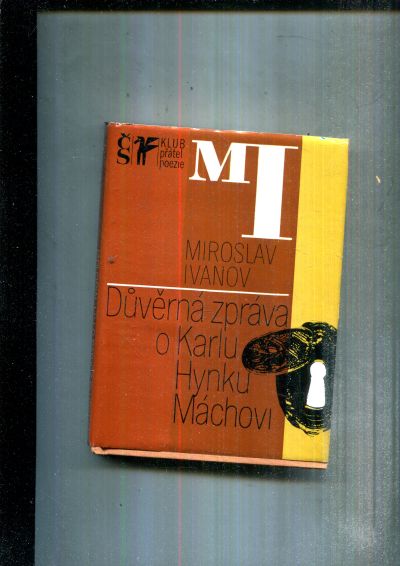 ČS
KLUB
přátel
poezie
MI
MIROSLAV
IVANOV
Důvěrná zpráva
o Karlu
Hynku
Máchovi